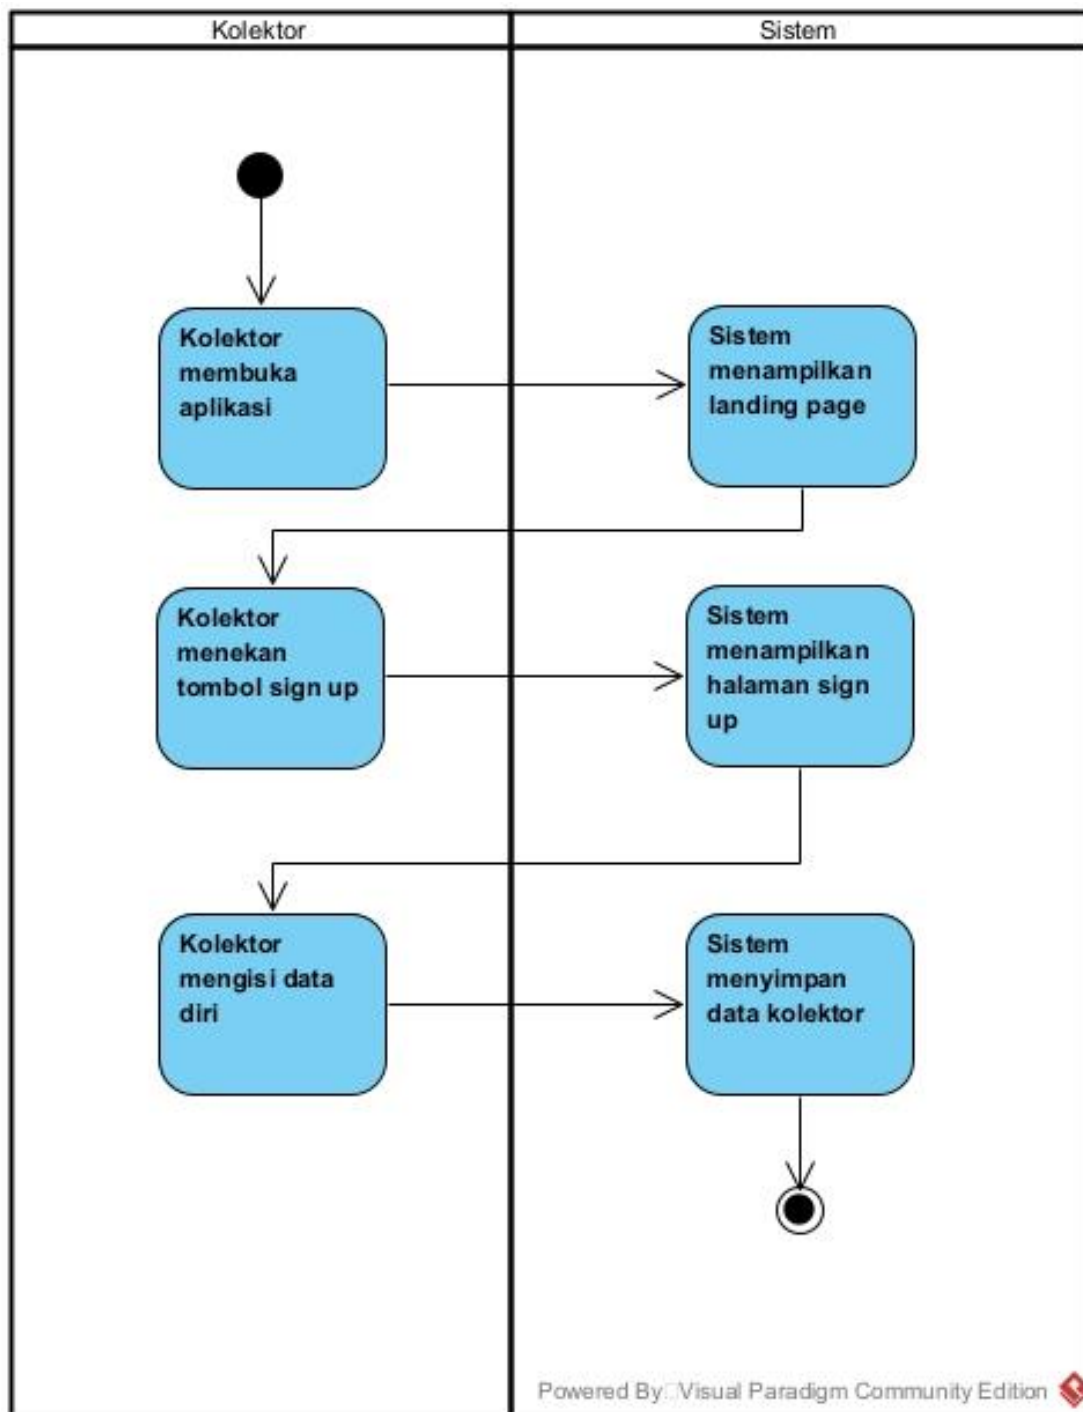 Kolektor
Sistem
Kolektor
membuka
aplikasi
Sistem
menampilkan
landing page
Kolektor
menekan
tombol sign up
Sistem
menampilkan
halaman sign
up
Kolektor
mengisi data
diri
Sistem
menyimpan
data kolektor
Powered By Visual Paradigm Community Edition